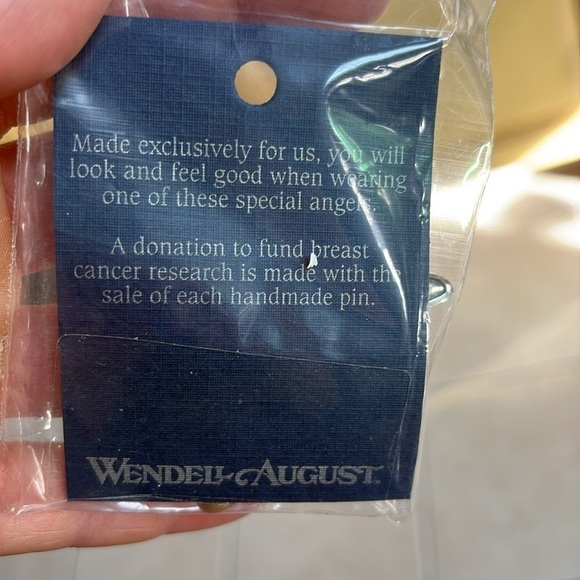 Made exclusively for us, you will
look and feel good when wearing
one of these special angels.
A donation to fund breast
cancer research is made with the
sale of each handmade pin.
WENDELL AUGUST